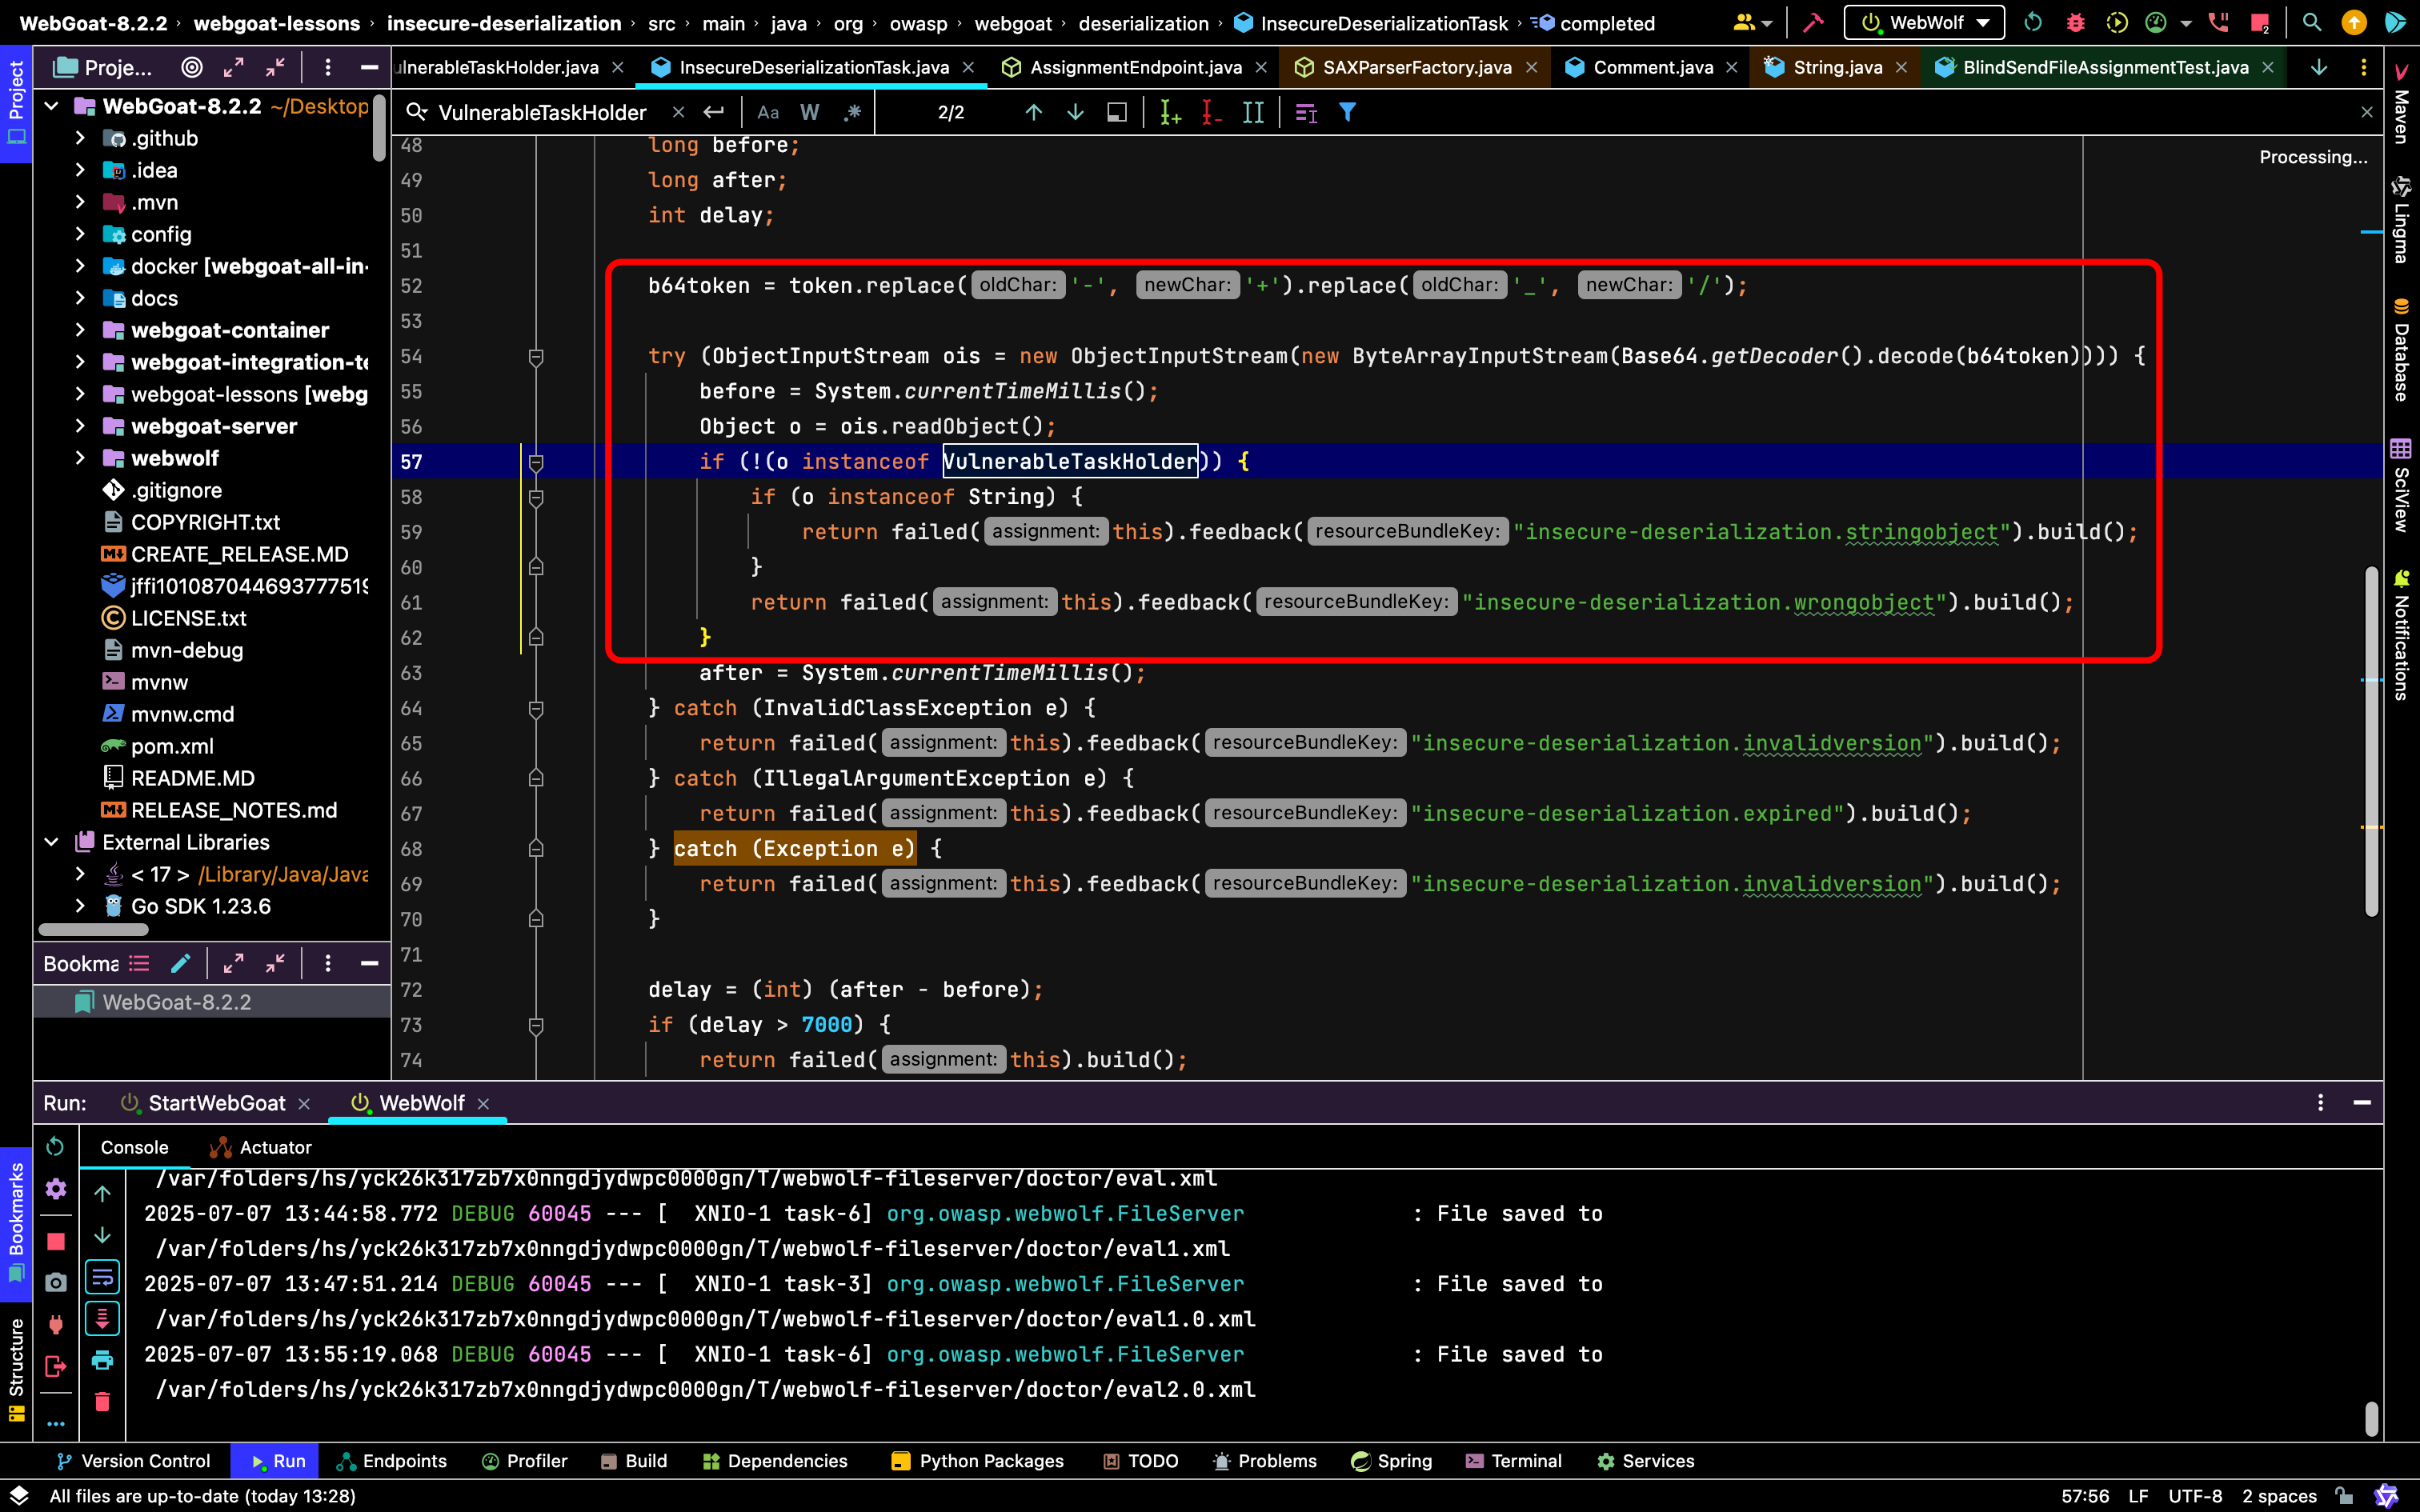 WebGoat-8.2.2 › webgoat-lessons › insecure-deserialization › src › main › java › org › owasp › webgoat › deserialization › InsecureDeserializationTask › completed
WebWolf
Project
Proje...
ulnerableTaskHolder.java
InsecureDeserializationTask.java
AssignmentEndpoint.java
SAXParserFactory.java
Comment.java
String.java
BlindSendFileAssignmentTest.java
VulnerableTaskHolder
Aa W .*
2/2
Processing...
WebGoat-8.2.2 ~/Desktop
.github
.idea
.mvn
config
docker [webgoat-all-in-
docs
webgoat-container
webgoat-integration-te
webgoat-lessons [webg
webgoat-server
webwolf
.gitignore
COPYRIGHT.txt
CREATE_RELEASE.MD
jffi1010870446937775​19
LICENSE.txt
mvn-debug
mvnw
mvnw.cmd
pom.xml
README.MD
RELEASE_NOTES.md
External Libraries
< 17 > /Library/Java/Java
Go SDK 1.23.6
Bookma
WebGoat-8.2.2
48 long before;
49 long after;
50 int delay;
51
52 b64token = token.replace( oldChar: '-', newChar: '+').replace( oldChar: '_', newChar: '/');
53
54 try (ObjectInputStream ois = new ObjectInputStream(new ByteArrayInputStream(Base64.getDecoder().decode(b64token)))) {
55 before = System.currentTimeMillis();
56 Object o = ois.readObject();
57 if (!(o instanceof VulnerableTaskHolder)) {
58 if (o instanceof String) {
59 return failed( assignment: this).feedback( resourceBundleKey: "insecure-deserialization.stringobject").build();
60 }
61 return failed( assignment: this).feedback( resourceBundleKey: "insecure-deserialization.wrongobject").build();
62 }
63 after = System.currentTimeMillis();
64 } catch (InvalidClassException e) {
65 return failed( assignment: this).feedback( resourceBundleKey: "insecure-deserialization.invalidversion").build();
66 } catch (IllegalArgumentException e) {
67 return failed( assignment: this).feedback( resourceBundleKey: "insecure-deserialization.expired").build();
68 } catch (Exception e) {
69 return failed( assignment: this).feedback( resourceBundleKey: "insecure-deserialization.invalidversion").build();
70 }
71
72 delay = (int) (after - before);
73 if (delay > 7000) {
74 return failed( assignment: this).build();
Maven
Lingma
Database
SciView
Notifications
Run: StartWebGoat WebWolf
Console Actuator
/var/folders/hs/yck26k317zb7x0nngdjydwpc0000gn/T/webwolf-fileserver/doctor/eval.xml
2025-07-07 13:44:58.772 DEBUG 60045 --- [ XNIO-1 task-6] org.owasp.webwolf.FileServer : File saved to
/var/folders/hs/yck26k317zb7x0nngdjydwpc0000gn/T/webwolf-fileserver/doctor/eval1.xml
2025-07-07 13:47:51.214 DEBUG 60045 --- [ XNIO-1 task-3] org.owasp.webwolf.FileServer : File saved to
/var/folders/hs/yck26k317zb7x0nngdjydwpc0000gn/T/webwolf-fileserver/doctor/eval1.0.xml
2025-07-07 13:55:19.068 DEBUG 60045 --- [ XNIO-1 task-6] org.owasp.webwolf.FileServer : File saved to
/var/folders/hs/yck26k317zb7x0nngdjydwpc0000gn/T/webwolf-fileserver/doctor/eval2.0.xml
Bookmarks
Structure
Version Control Run Endpoints Profiler Build Dependencies Python Packages TODO Problems Spring Terminal Services
All files are up-to-date (today 13:28)
57:56 LF UTF-8 2 spaces